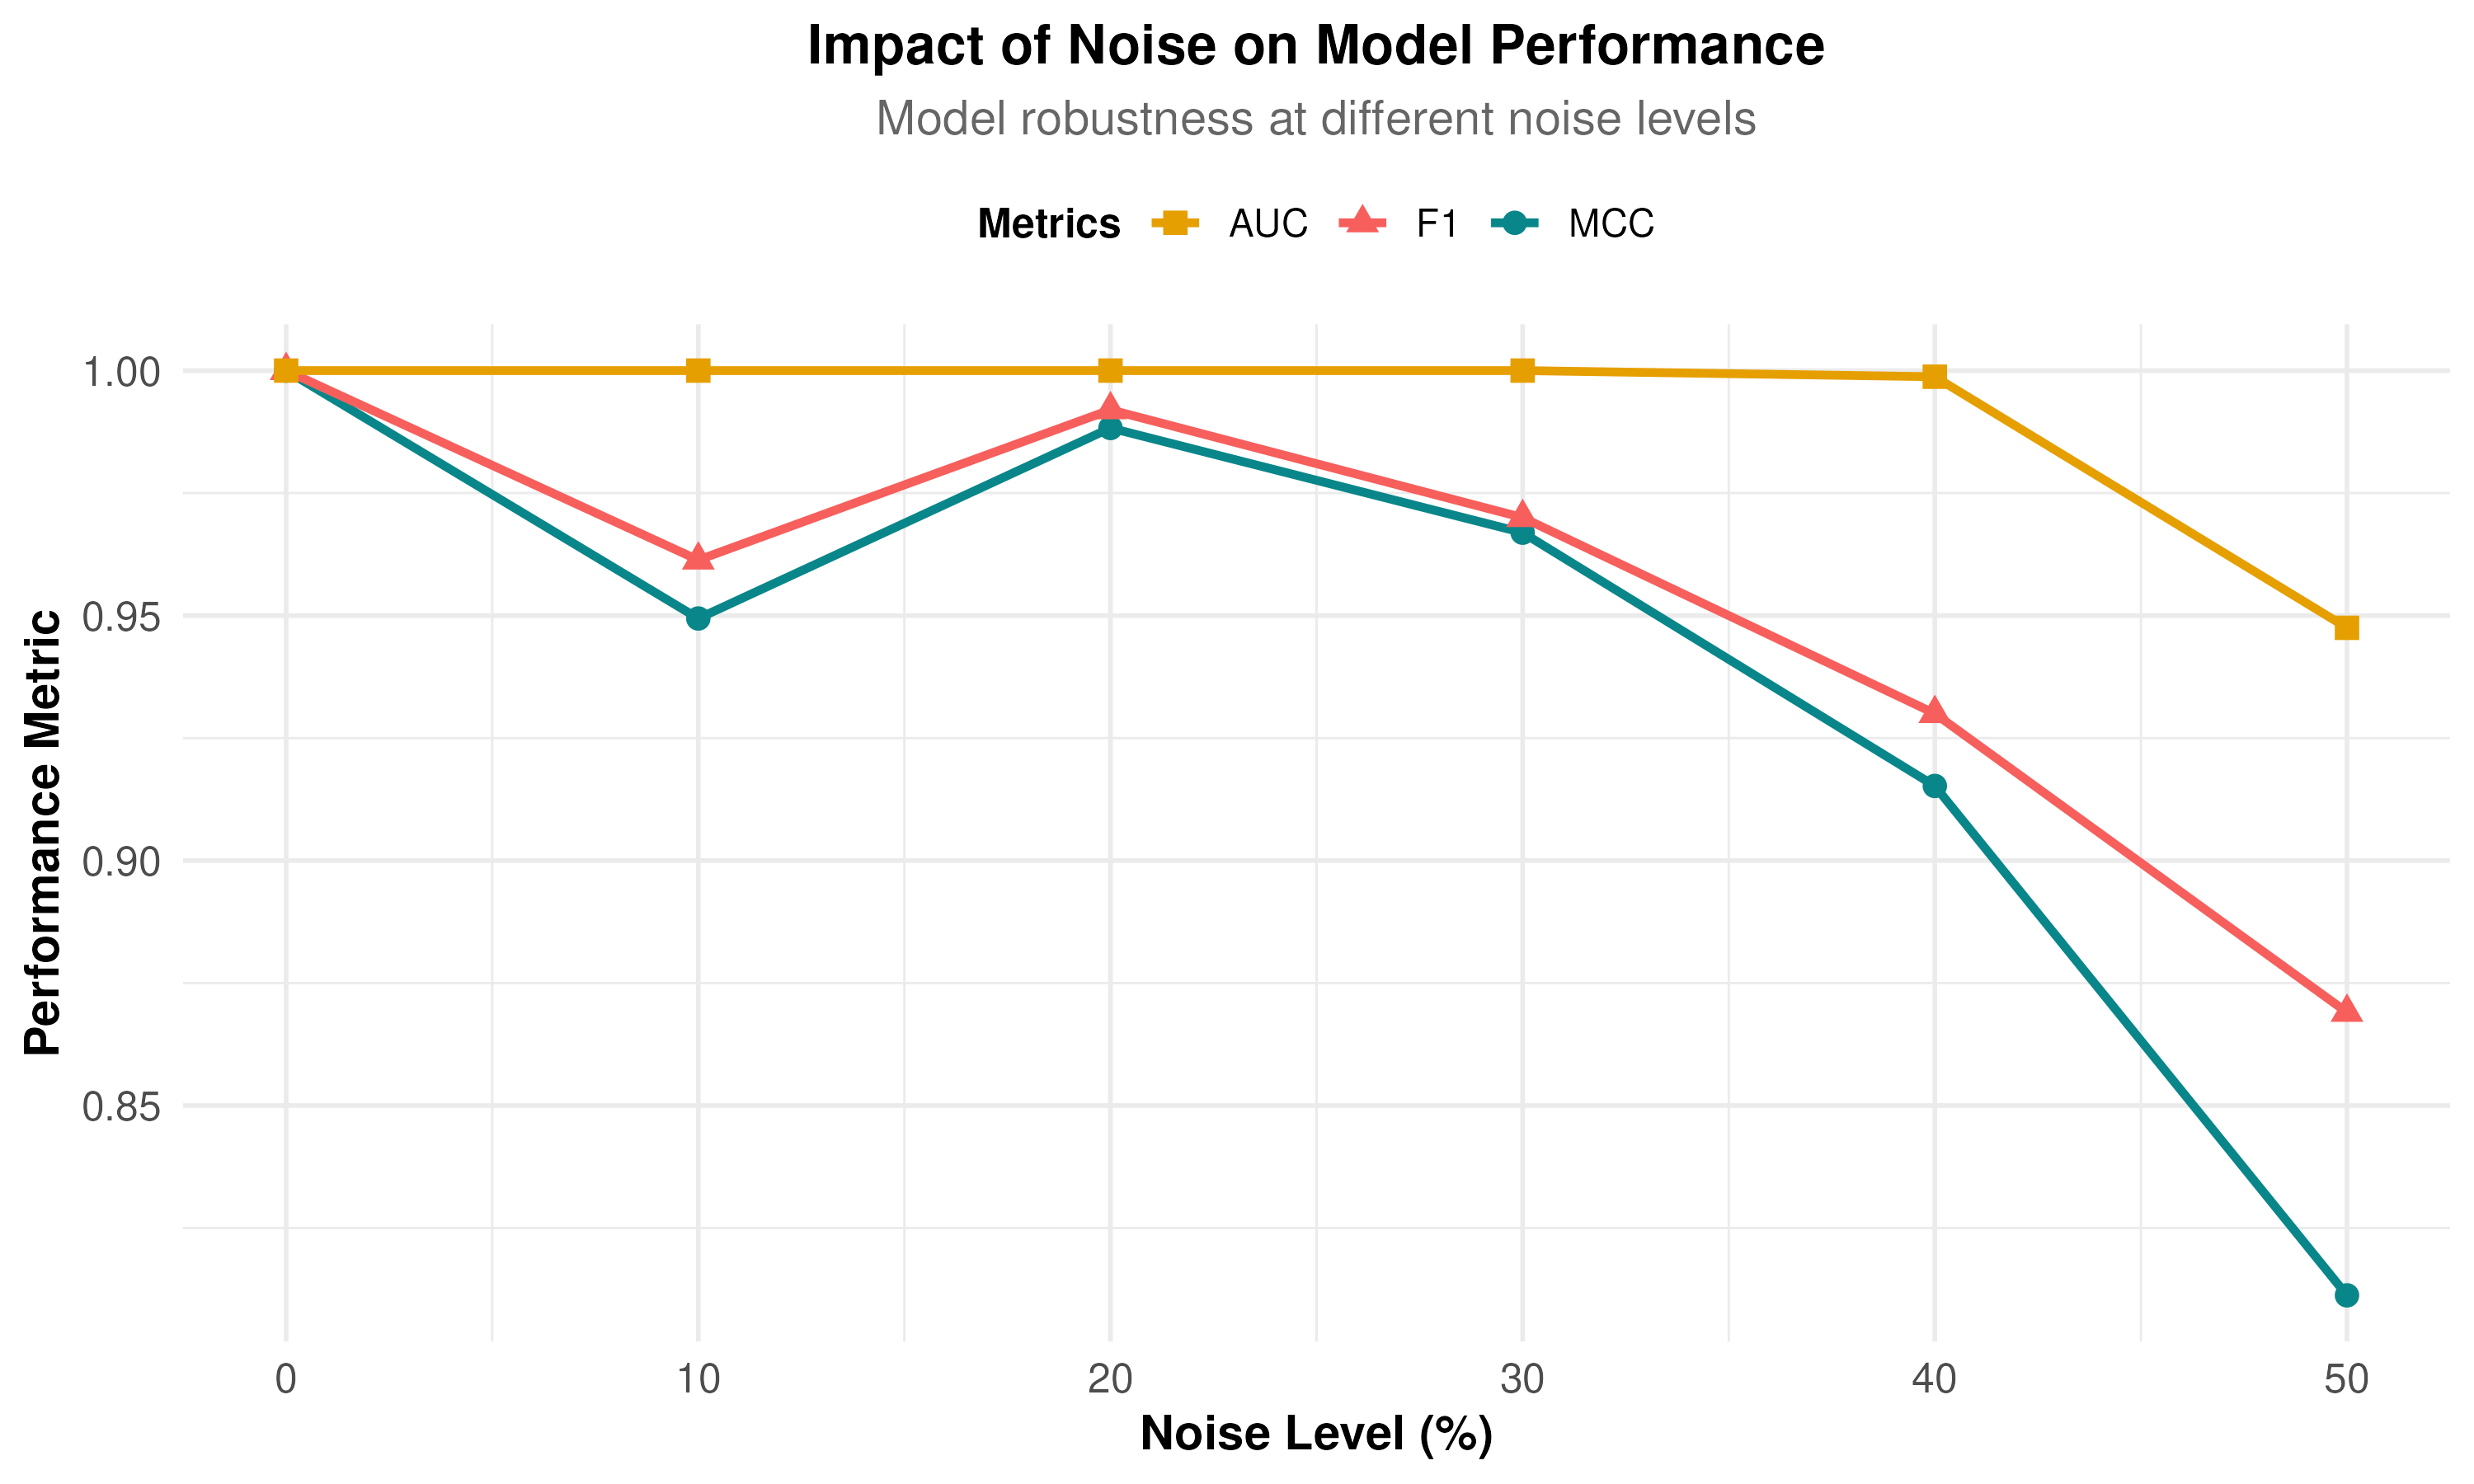 Impact of Noise on Model Performance
Model robustness at different noise levels
Metrics AUC F1 MCC
Performance Metric
1.00
0.95
0.90
0.85
0 10 20 30 40 50
Noise Level (%)